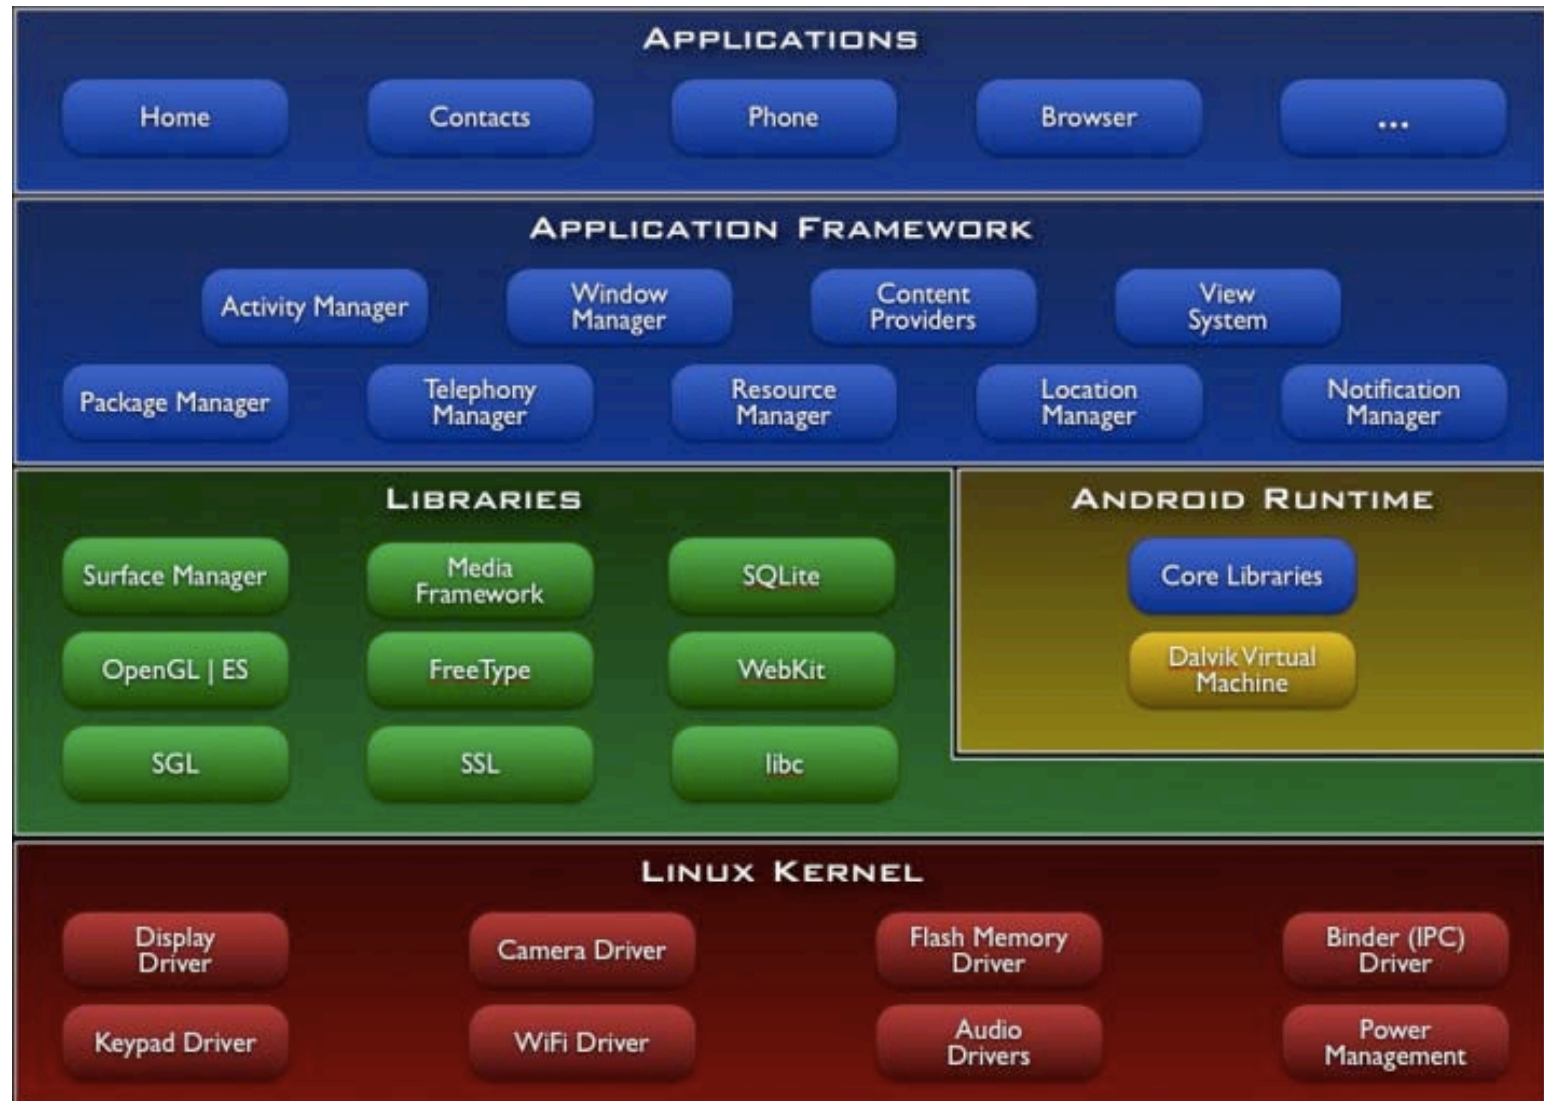 APPLICATIONS
Home
Contacts
Phone
Browser
...
APPLICATION FRAMEWORK
Activity Manager
Window
Manager
Content
Providers
View
System
Package Manager
Telephony
Manager
Resource
Manager
Location
Manager
Notification
Manager
LIBRARIES
Surface Manager
Media
Framework
SQLite
OpenGL | ES
FreeType
WebKit
SGL
SSL
libc
ANDROID RUNTIME
Core Libraries
Dalvik Virtual
Machine
LINUX KERNEL
Display
Driver
Camera Driver
Flash Memory
Driver
Binder (IPC)
Driver
Keypad Driver
WiFi Driver
Audio
Drivers
Power
Management